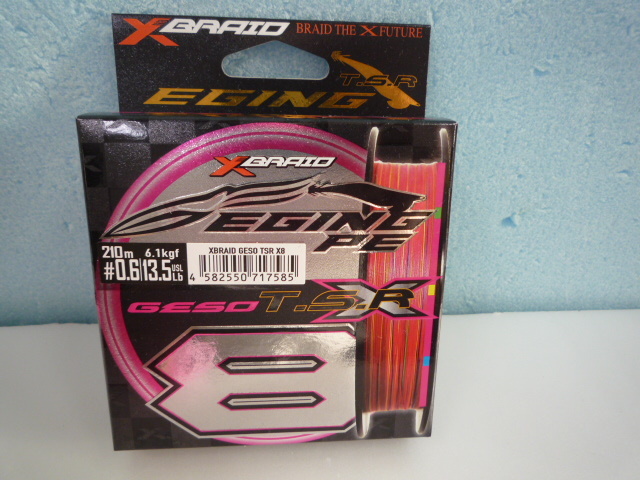 XBRAID BRAID THE X FUTURE
T.S.R
EGING
XBRAID
EGING
PE
210m 6.1kgf
#0.6 13.5 USL Lb
XBRAID GESO TSR X8
4 582550 717585
GESO T.S.R X
8